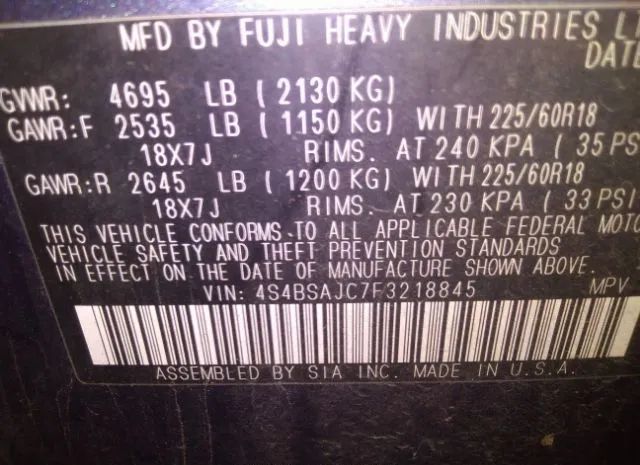 MFD BY FUJI HEAVY INDUSTRIES
DATE
GVWR: 4695 LB ( 2130 KG)
GAWR:F 2535 LB ( 1150 KG) WITH 225/60R18
18X7J RIMS. AT 240 KPA ( 35 PS
GAWR:R 2645 LB ( 1200 KG) WITH 225/60R18
18X7J RIMS. AT 230 KPA ( 33 PSI
THIS VEHICLE CONFORMS TO ALL APPLICABLE FEDERAL MOTO
VEHICLE SAFETY AND THEFT PREVENTION STANDARDS
IN EFFECT ON THE DATE OF MANUFACTURE SHOWN ABOVE.
VIN: 4S4BSAJC7F3218845 MPV
ASSEMBLED BY SIA INC. MADE IN U.S.A.